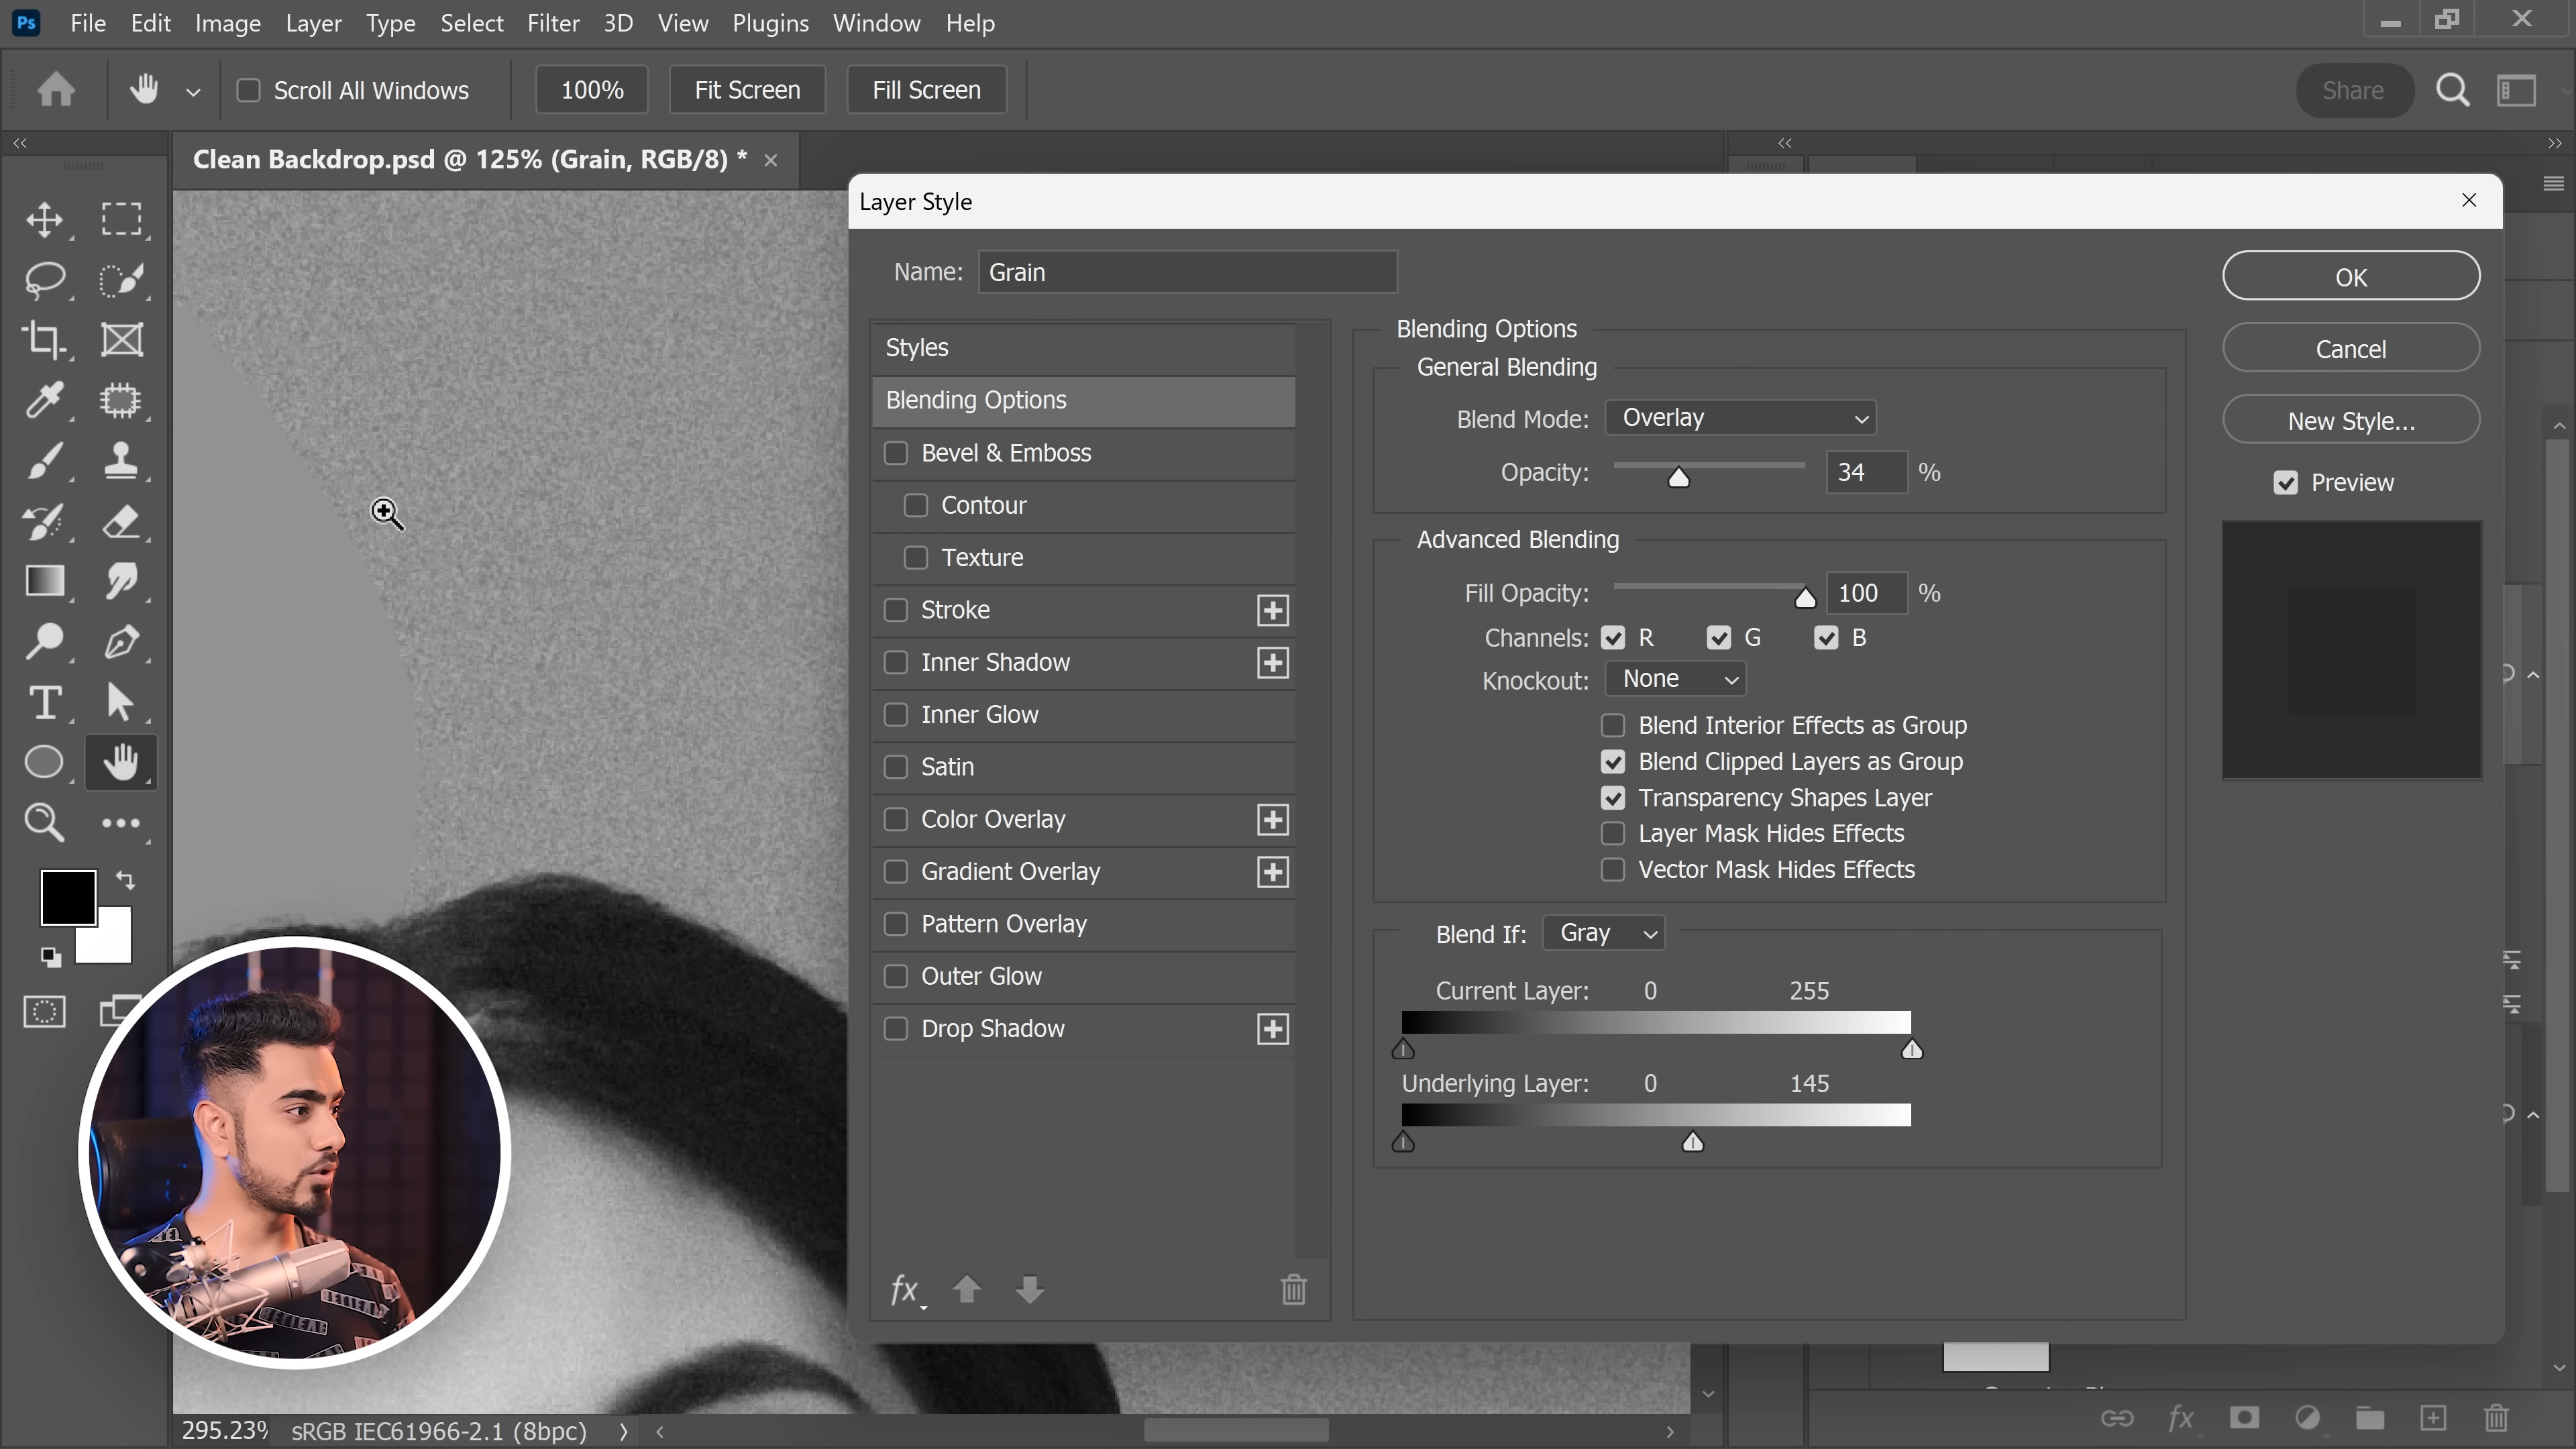 Ps File Edit Image Layer Type Select Filter 3D View Plugins Window Help
Scroll All Windows 100% Fit Screen Fill Screen Share
Clean Backdrop.psd @ 125% (Grain, RGB/8) *
Layer Style
Name: Grain
OK
Cancel
New Style...
Preview
Styles
Blending Options
Bevel & Emboss
Contour
Texture
Stroke
Inner Shadow
Inner Glow
Satin
Color Overlay
Gradient Overlay
Pattern Overlay
Outer Glow
Drop Shadow
fx
Blending Options
General Blending
Blend Mode: Overlay
Opacity: 34 %
Advanced Blending
Fill Opacity: 100 %
Channels: R G B
Knockout: None
Blend Interior Effects as Group
Blend Clipped Layers as Group
Transparency Shapes Layer
Layer Mask Hides Effects
Vector Mask Hides Effects
Blend If: Gray
Current Layer: 0 255
Underlying Layer: 0 145
295.23%
sRGB IEC61966-2.1 (8bpc)
fx